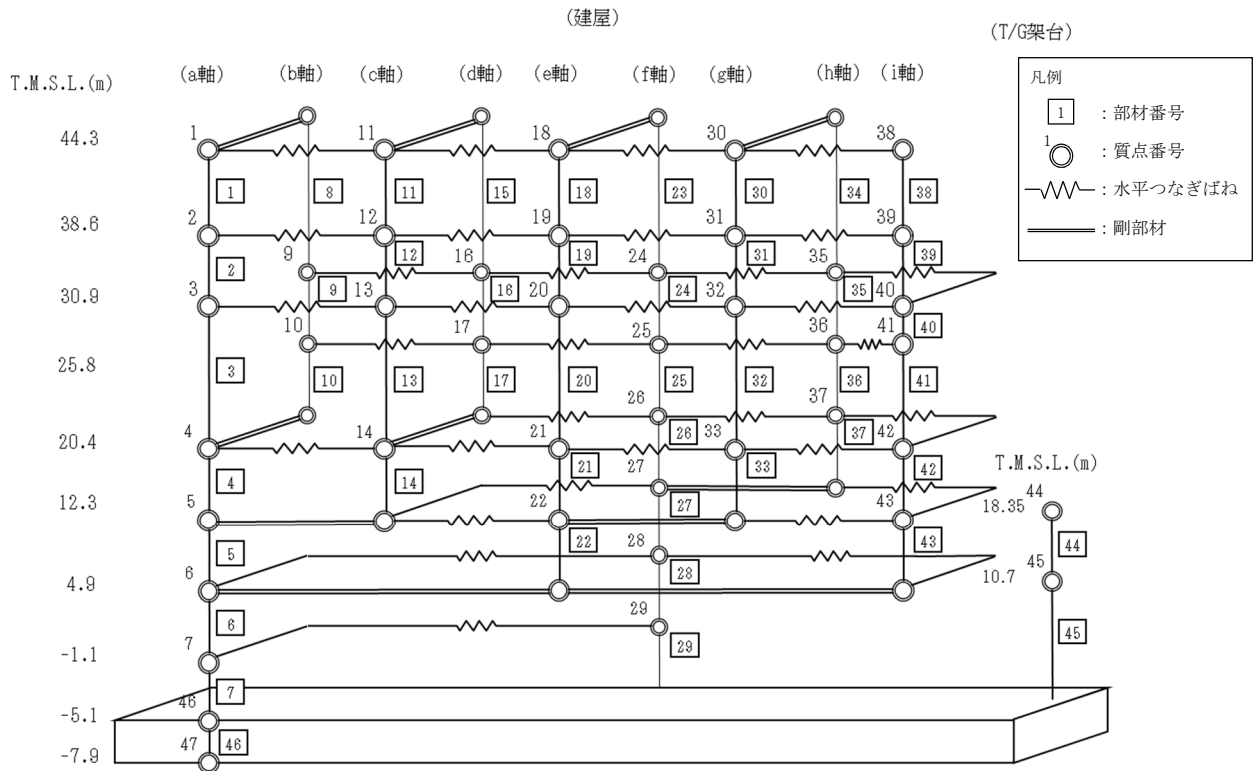 (建屋)
(T/G架台)
T.M.S.L.(m)
(a軸) (b軸) (c軸) (d軸) (e軸) (f軸) (g軸) (h軸) (i軸)
凡例
1 : 部材番号
1 : 質点番号
: 水平つなぎばね
: 剛部材
44.3 1 11 18 30 38
1 8 11 15 18 23 30 34 38
38.6 2 12 19 31 39
2 9 12 16 19 24 31 35 39
30.9 3 9 13 16 20 24 32 35 40
10 17 25 36 41 40
25.8 3 10 13 17 20 25 32 36 41
26 37
20.4 4 14 21 26 33 37 42
4 14 21 27 33 42
T.M.S.L.(m)
12.3 5 22 27 43 18.35 44
5 22 28 43 44
4.9 6 28 10.7 45
6 29 45
-1.1 7 29
7
-5.1 46
-7.9 47 46